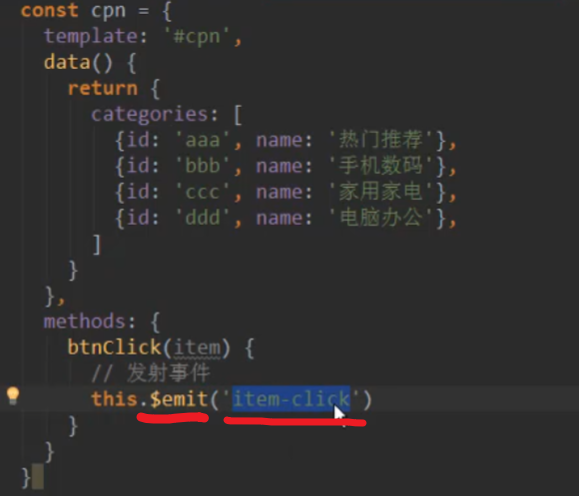 const cpn = {
template: '#cpn',
data() {
return {
categories: [
{id: 'aaa', name: '热门推荐'},
{id: 'bbb', name: '手机数码'},
{id: 'ccc', name: '家用家电'},
{id: 'ddd', name: '电脑办公'},
]
}
},
methods: {
btnClick(item) {
// 发射事件
this.$emit('item-click')
}
}
}